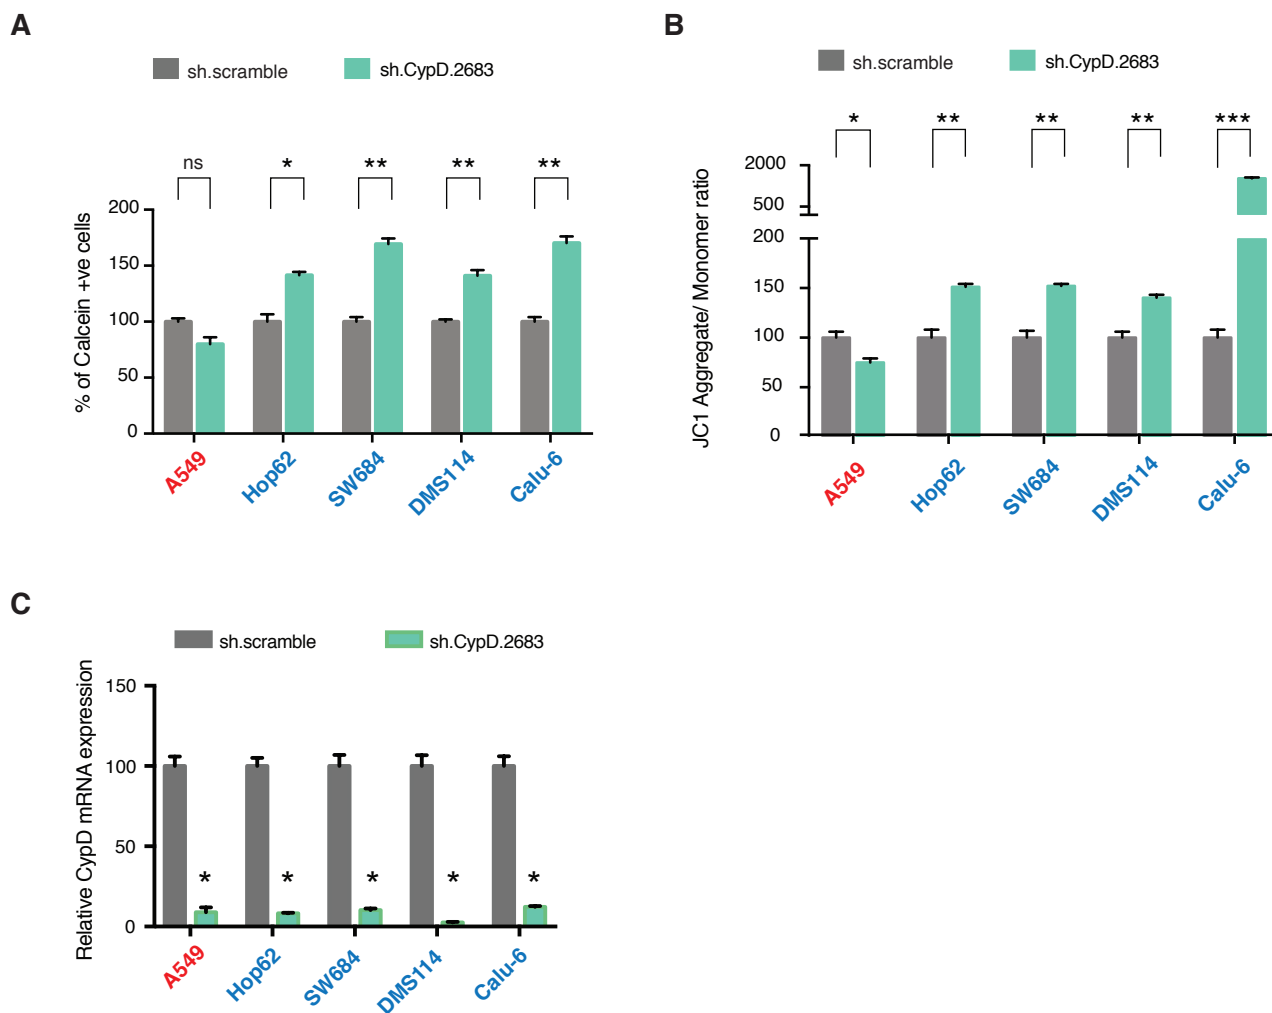 A
sh.scramble sh.CypD.2683
ns * ** ** **
% of Calcein +ve cells
200
150
100
50
0
A549 Hop62 SW684 DMS114 Calu-6
B
sh.scramble sh.CypD.2683
* ** ** ** ***
JC1 Aggregate/ Monomer ratio
2000
500
200
150
100
50
0
A549 Hop62 SW684 DMS114 Calu-6
C
sh.scramble sh.CypD.2683
Relative CypD mRNA expression
150
100
50
0
* * * * *
A549 Hop62 SW684 DMS114 Calu-6